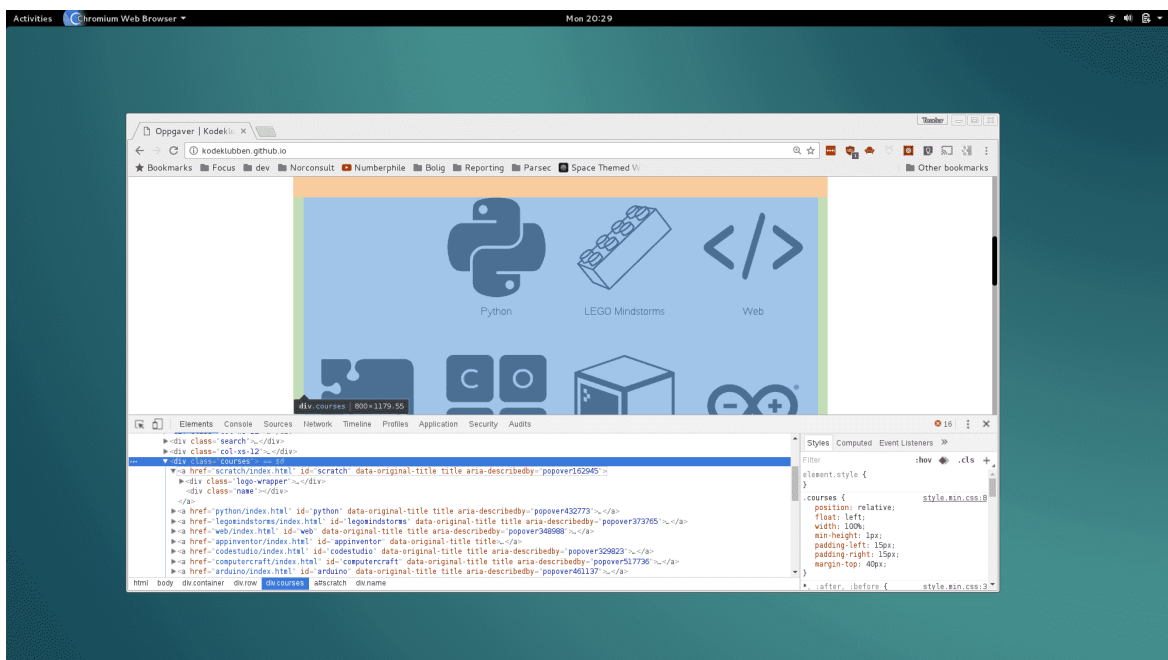 Activities Chromium Web Browser Mon 20:29
Oppgaver | Kodeklu
kodeklubben.github.io
Bookmarks Focus dev Norconsult Numberphile Bolig Reporting Parsec Space Themed W Other bookmarks
Python LEGO Mindstorms Web
C O
div.courses 800×1179.55
Elements Console Sources Network Timeline Profiles Application Security Audits 16
<div class="search">…</div>
<div class="col-xs-12">…</div>
<div class="courses"> == $0
<a href="scratch/index.html" id="scratch" data-original-title title aria-describedby="popover162945">
<div class="logo-wrapper">…</div>
<div class="name"></div>
</a>
<a href="python/index.html" id="python" data-original-title title aria-describedby="popover432773">…</a>
<a href="legomindstorms/index.html" id="legomindstorms" data-original-title title aria-describedby="popover373765">…</a>
<a href="web/index.html" id="web" data-original-title title aria-describedby="popover348988">…</a>
<a href="appinventor/index.html" id="appinventor" data-original-title title>…</a>
<a href="codestudio/index.html" id="codestudio" data-original-title title aria-describedby="popover329823">…</a>
<a href="computercraft/index.html" id="computercraft" data-original-title title aria-describedby="popover517736">…</a>
<a href="arduino/index.html" id="arduino" data-original-title title aria-describedby="popover461137">…</a>
html body div.container div.row div.courses a#scratch div.name
Styles Computed Event Listeners »
Filter :hov .cls +
element.style {
}
.courses { style.min.css:8
position: relative;
float: left;
width: 100%;
min-height: 1px;
padding-left: 15px;
padding-right: 15px;
margin-top: 40px;
}
*, :after, :before { style.min.css:3